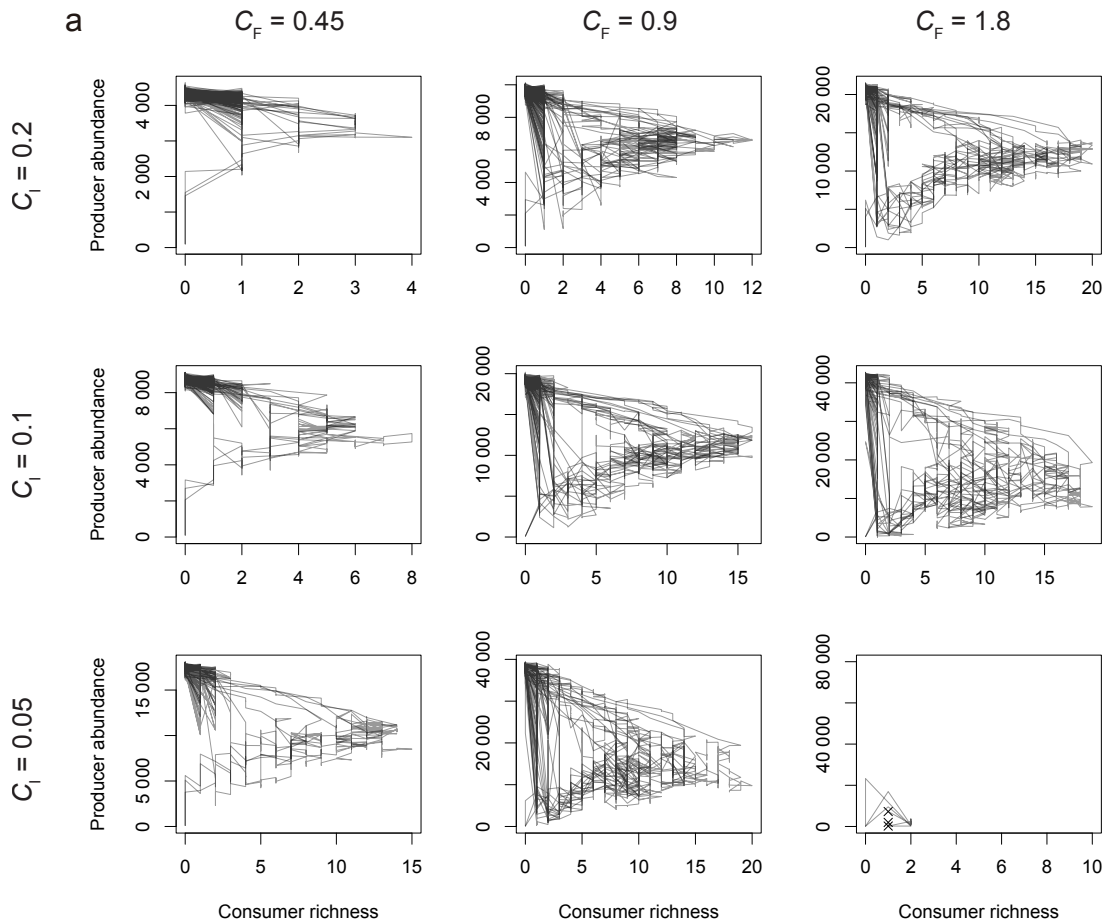 a
C_F = 0.45
C_F = 0.9
C_F = 1.8
C_I = 0.2
Producer abundance
0
2 000
4 000
0 1 2 3 4
0
4 000
8 000
0 2 4 6 8 10 12
0
10 000
20 000
0 5 10 15 20
C_I = 0.1
Producer abundance
0
4 000
8 000
0 2 4 6 8
0
10 000
20 000
0 5 10 15
0
20 000
40 000
0 5 10 15
C_I = 0.05
Producer abundance
0
5 000
15 000
0 5 10 15
0
20 000
40 000
0 5 10 15 20
0
40 000
80 000
0 2 4 6 8 10
Consumer richness
Consumer richness
Consumer richness